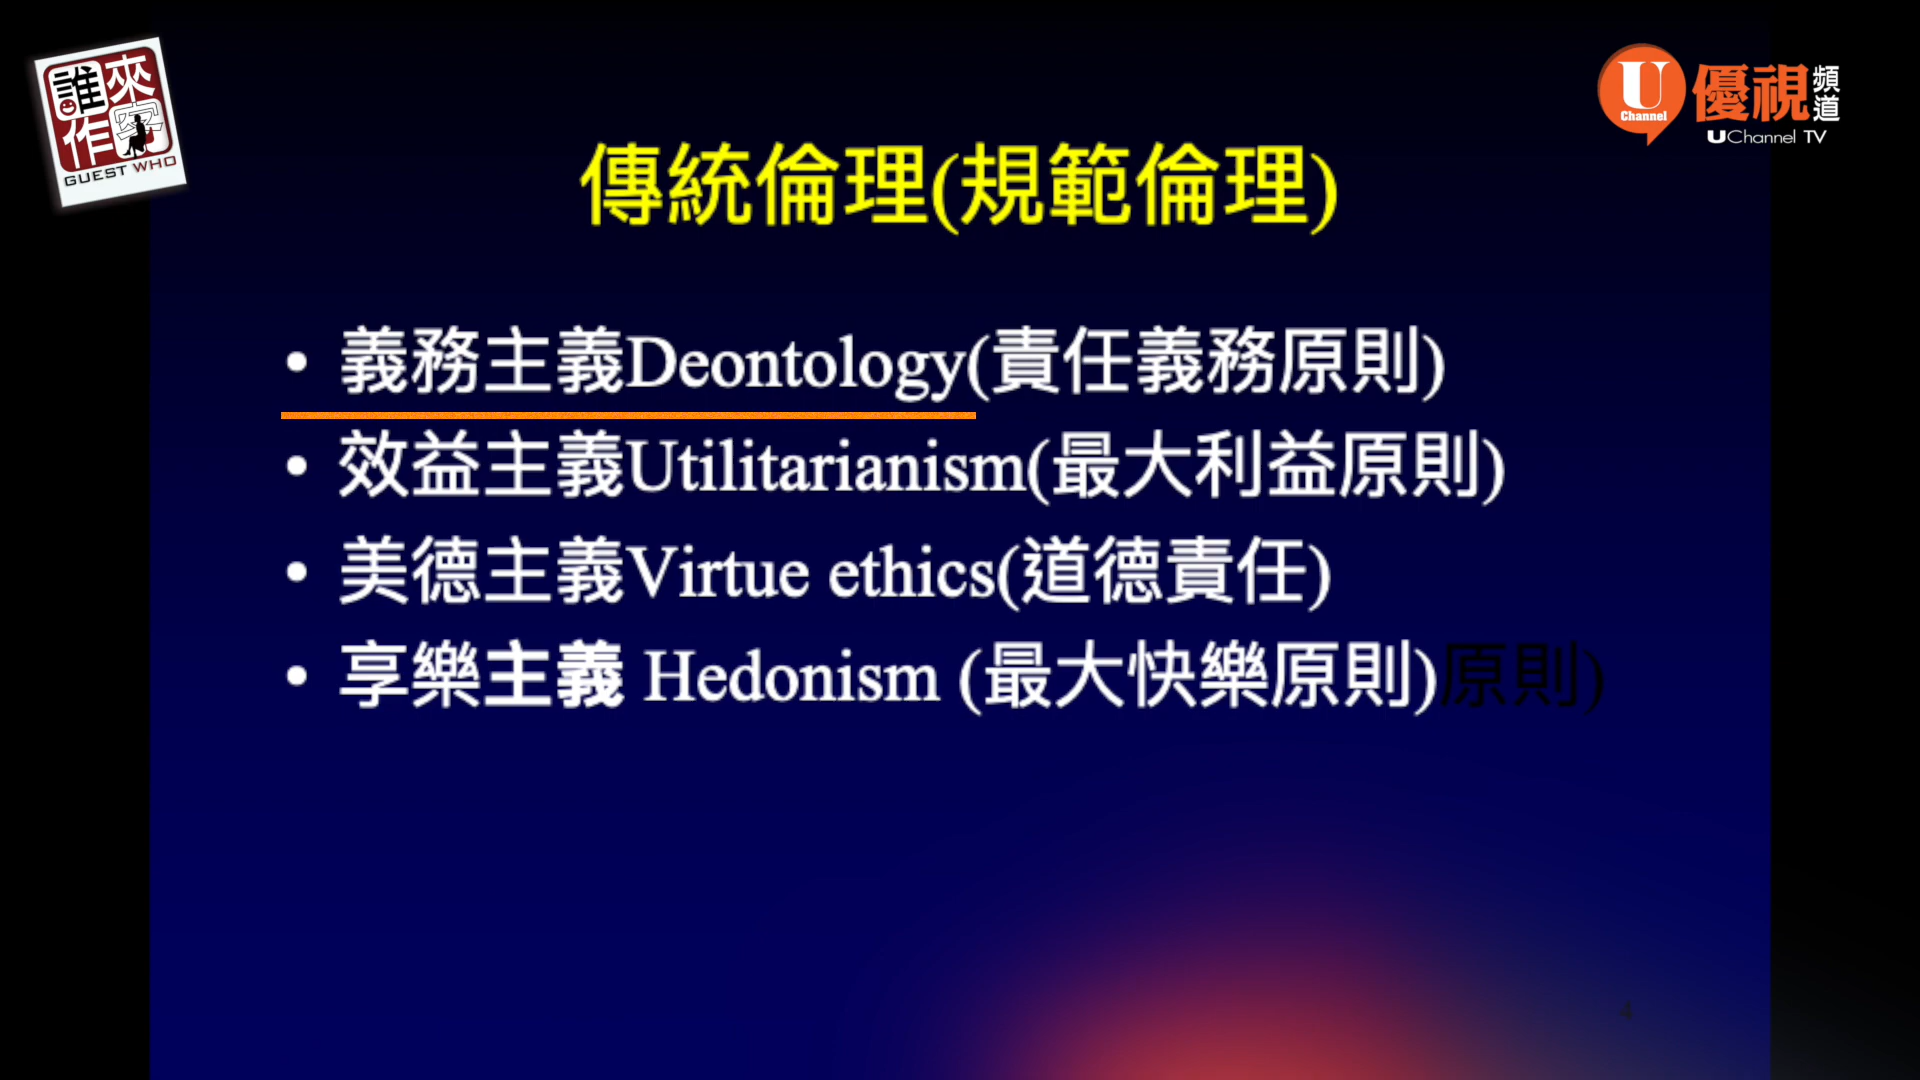 誰來
作客
GUEST WHO
U Channel
優視頻道
UChannel TV
傳統倫理(規範倫理)
• 義務主義Deontology(責任義務原則)
• 效益主義Utilitarianism(最大利益原則)
• 美德主義Virtue ethics(道德責任)
• 享樂主義 Hedonism (最大快樂原則)原則)
4